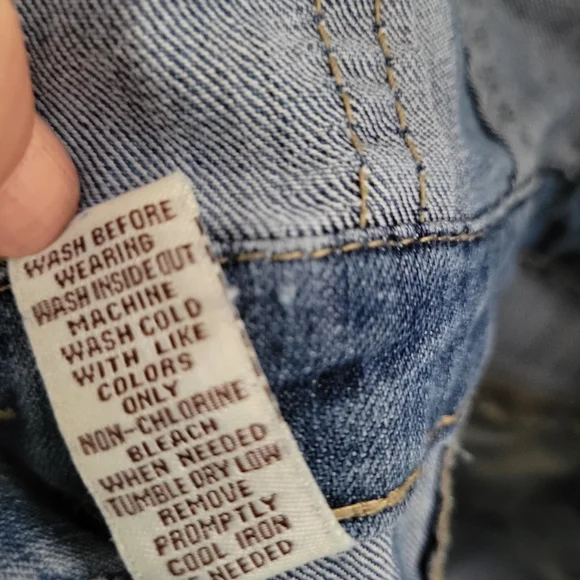 WASH BEFORE
WEARING
WASH INSIDE OUT
MACHINE
WASH COLD
WITH LIKE
COLORS
ONLY
NON-CHLORINE
BLEACH
WHEN NEEDED
TUMBLE DRY LOW
REMOVE
PROMPTLY
COOL IRON
NEEDED